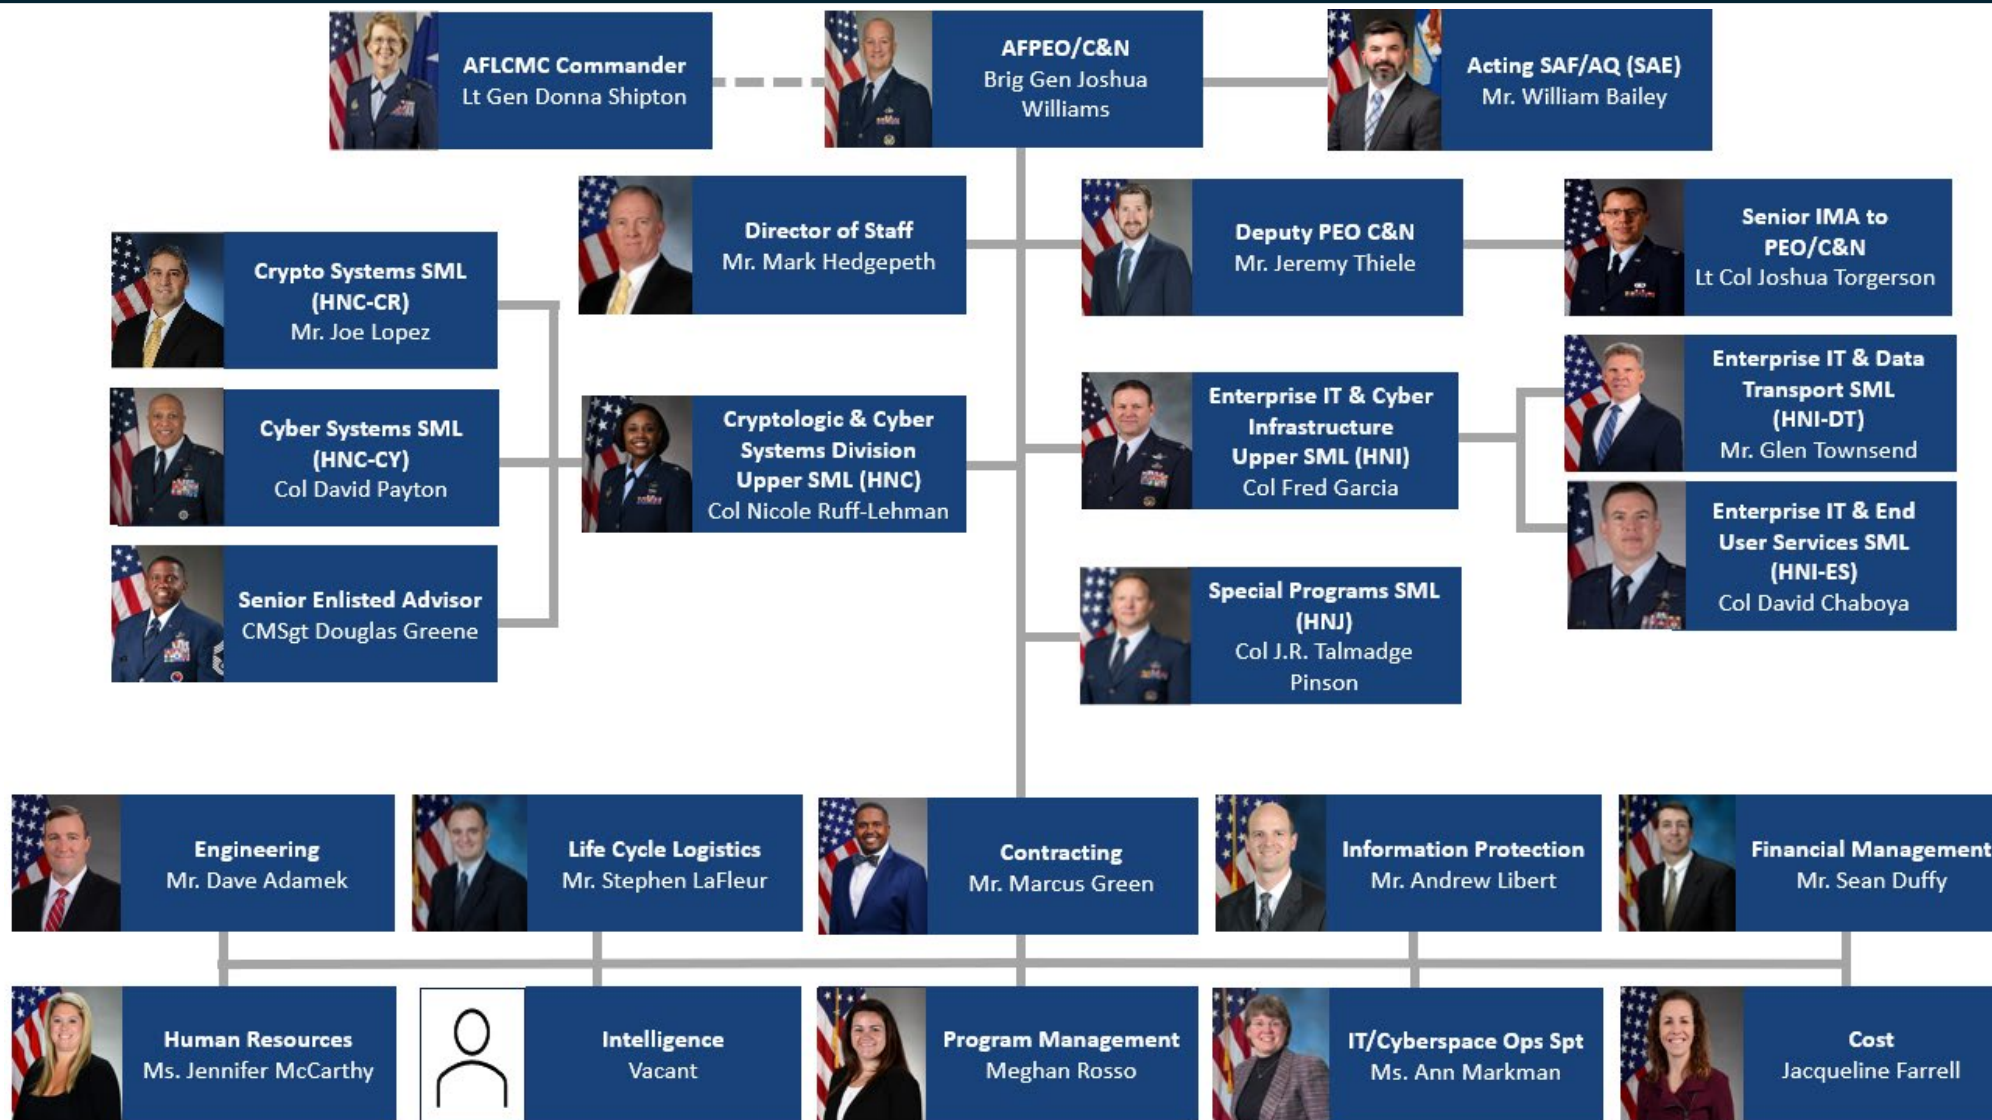 AFLCMC Commander
Lt Gen Donna Shipton
AFPEO/C&N
Brig Gen Joshua
Williams
Acting SAF/AQ (SAE)
Mr. William Bailey
Director of Staff
Mr. Mark Hedgepeth
Deputy PEO C&N
Mr. Jeremy Thiele
Senior IMA to
PEO/C&N
Lt Col Joshua Torgerson
Crypto Systems SML
(HNC-CR)
Mr. Joe Lopez
Cyber Systems SML
(HNC-CY)
Col David Payton
Senior Enlisted Advisor
CMSgt Douglas Greene
Cryptologic & Cyber
Systems Division
Upper SML (HNC)
Col Nicole Ruff-Lehman
Enterprise IT & Cyber
Infrastructure
Upper SML (HNI)
Col Fred Garcia
Enterprise IT & Data
Transport SML
(HNI-DT)
Mr. Glen Townsend
Enterprise IT & End
User Services SML
(HNI-ES)
Col David Chaboya
Special Programs SML
(HNJ)
Col J.R. Talmadge
Pinson
Engineering
Mr. Dave Adamek
Life Cycle Logistics
Mr. Stephen LaFleur
Contracting
Mr. Marcus Green
Information Protection
Mr. Andrew Libert
Financial Management
Mr. Sean Duffy
Human Resources
Ms. Jennifer McCarthy
Intelligence
Vacant
Program Management
Meghan Rosso
IT/Cyberspace Ops Spt
Ms. Ann Markman
Cost
Jacqueline Farrell